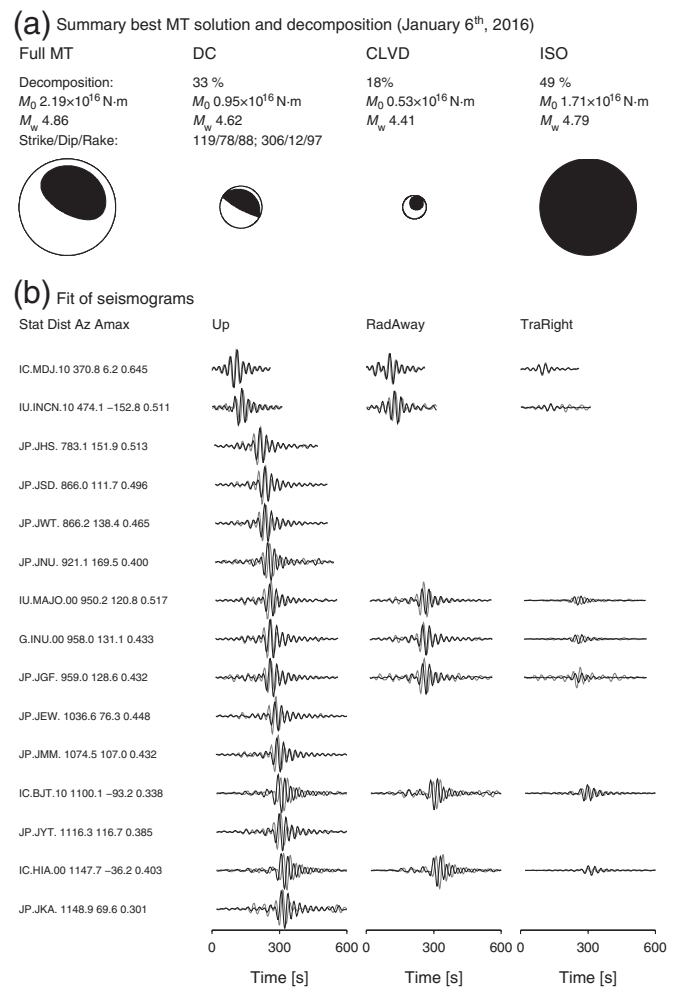 (a) Summary best MT solution and decomposition (January 6th, 2016)
Full MT DC CLVD ISO
Decomposition: 33 % 18% 49 %
M0 2.19×10^16 N·m M0 0.95×10^16 N·m M0 0.53×10^16 N·m M0 1.71×10^16 N·m
Mw 4.86 Mw 4.62 Mw 4.41 Mw 4.79
Strike/Dip/Rake: 119/78/88; 306/12/97
(b) Fit of seismograms
Stat Dist Az Amax Up RadAway TraRight
IC.MDJ.10 370.8 6.2 0.645
IU.INCN.10 474.1 −152.8 0.511
JP.JHS. 783.1 151.9 0.513
JP.JSD. 866.0 111.7 0.496
JP.JWT. 866.2 138.4 0.465
JP.JNU. 921.1 169.5 0.400
IU.MAJO.00 950.2 120.8 0.517
G.INU.00 958.0 131.1 0.433
JP.JGF. 959.0 128.6 0.432
JP.JEW. 1036.6 76.3 0.448
JP.JMM. 1074.5 107.0 0.432
IC.BJT.10 1100.1 −93.2 0.338
JP.JYT. 1116.3 116.7 0.385
IC.HIA.00 1147.7 −36.2 0.403
JP.JKA. 1148.9 69.6 0.301
0 300 600 0 300 600 0 300 600
Time [s] Time [s] Time [s]